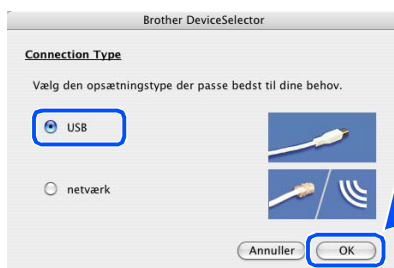 Brother DeviceSelector
Connection Type
Vælg den opsætningstype der passe bedst til dine behov.
USB
netværk
Annuller OK